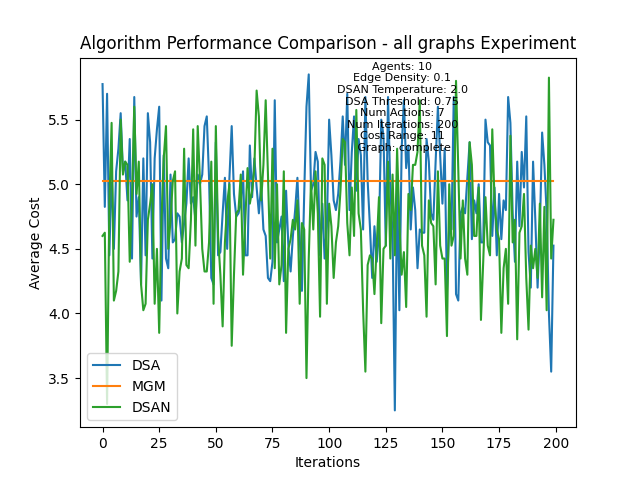 Algorithm Performance Comparison - all graphs Experiment
Agents: 10
Edge Density: 0.1
DSAN Temperature: 2.0
DSA Threshold: 0.75
Num Actions: 7
Num Iterations: 200
Cost Range: 11
Graph: complete
Average Cost
5.5
5.0
4.5
4.0
3.5
DSA
MGM
DSAN
0 25 50 75 100 125 150 175 200
Iterations